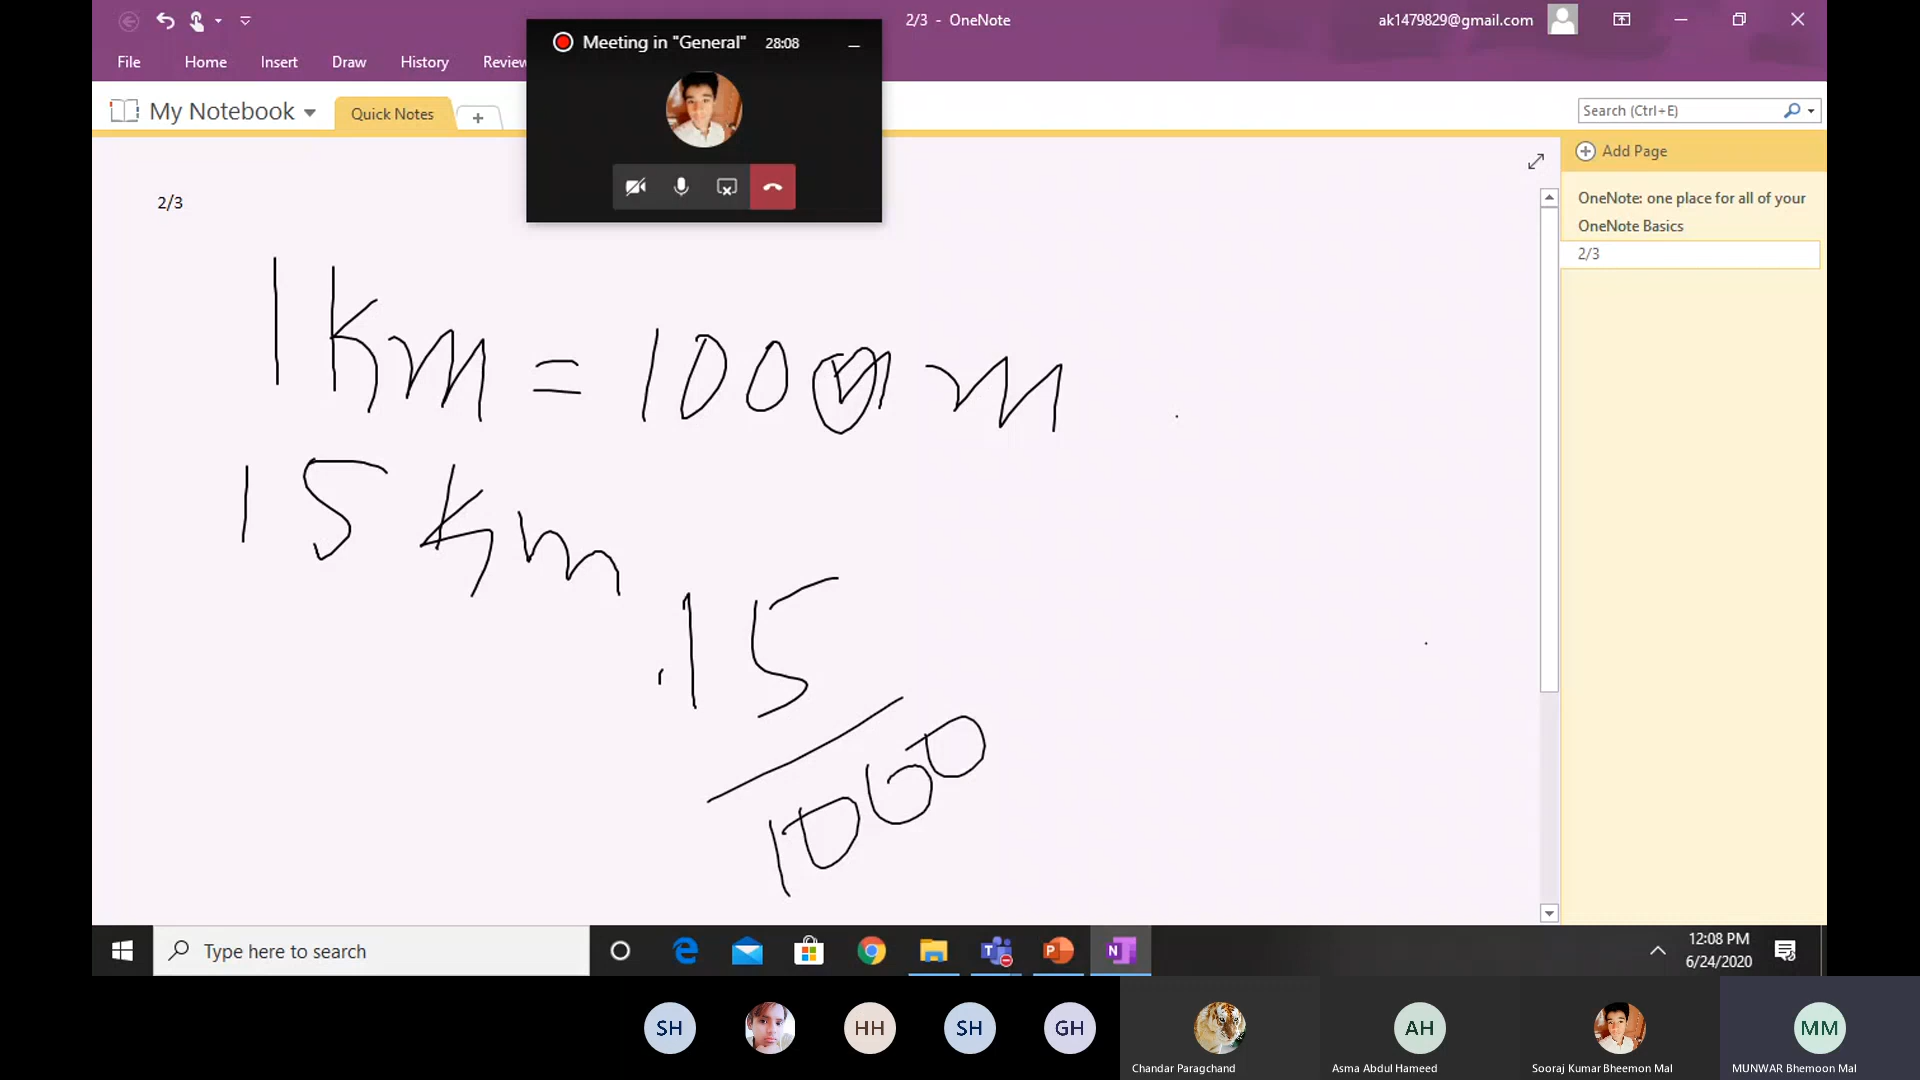 2/3 - OneNote
ak1479829@gmail.com
Meeting in "General" 28:08
File Home Insert Draw History Review
My Notebook Quick Notes
Search (Ctrl+E)
Add Page
OneNote: one place for all of your
OneNote Basics
2/3
2/3
1km = 1000 m
15 km
.15
1000
Type here to search
N
12:08 PM
6/24/2020
SH HH SH GH AH MM
Chandar Paragchand Asma Abdul Hameed Sooraj Kumar Bheemon Mal MUNWAR Bhemoon Mal